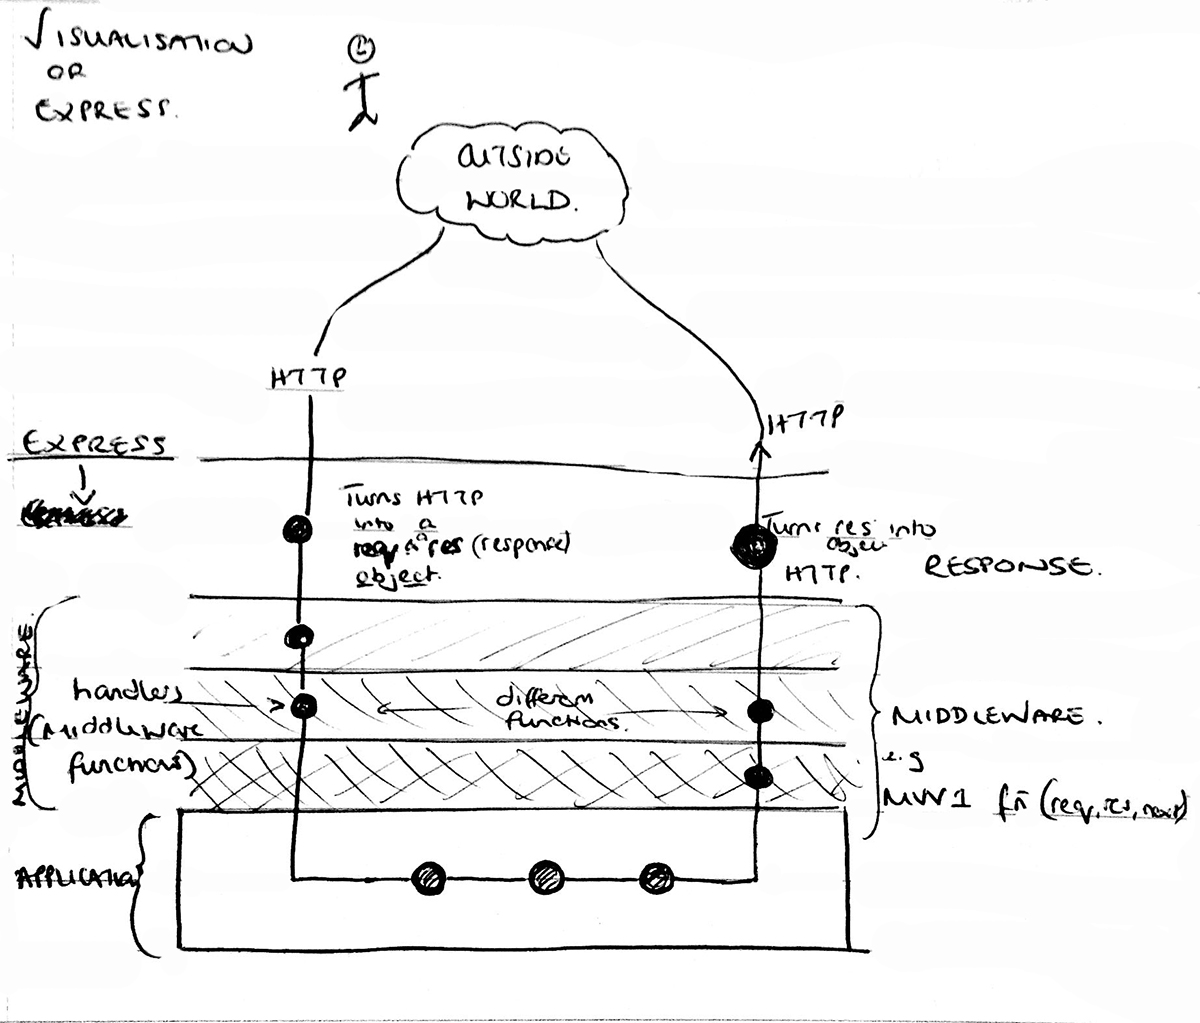 VISUALISATION
OR
EXPRESS.
OUTSIDE
WORLD.
HTTP
HTTP
EXPRESS
Turns HTTP
into a
req a res (response)
object.
Turns res into
object
HTTP.
RESPONSE.
MIDDLEWARE.
handlers
(middleware
functions)
different
functions.
MIDDLEWARE.
e.g
MW1 fn (req, res, next)
APPLICATION